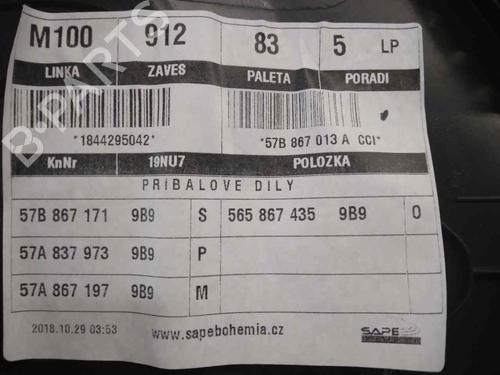 M100 912 83 5 LP
LINKA ZAVES PALETA PORADI
*1844295042* *57B 867 013 A CCI*
KnNr 19NU7 POLOZKA
PRIBALOVE DILY
57B 867 171 9B9 S 565 867 435 9B9 0
57A 837 973 9B9 P
57A 867 197 9B9 M
2018.10.29 03:53 www.sapebohemia.cz SAPE
B-PARTS